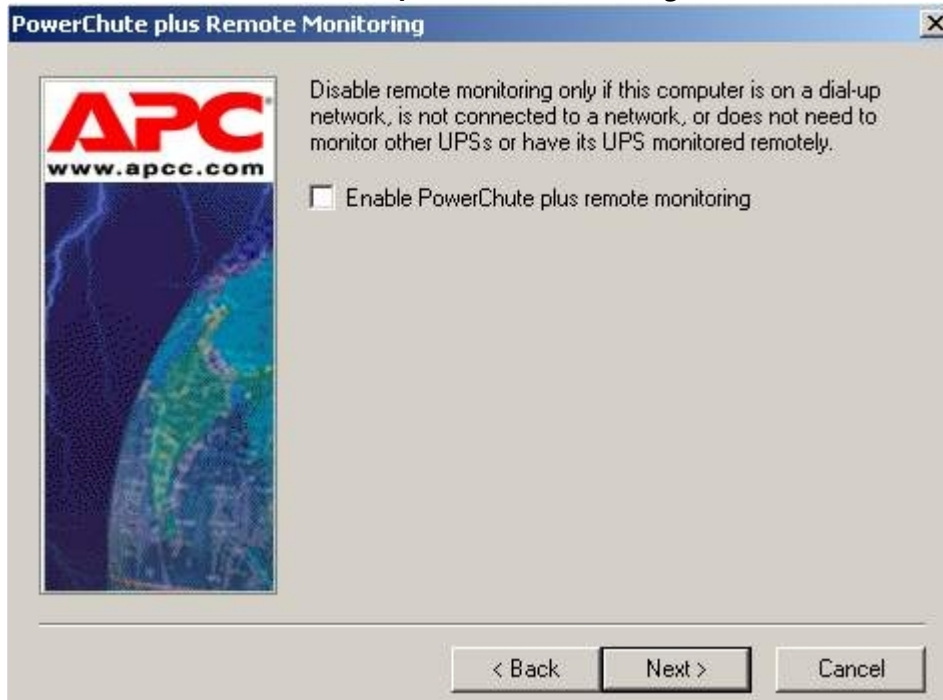 PowerChute plus Remote Monitoring
APC
www.apcc.com
Disable remote monitoring only if this computer is on a dial-up
network, is not connected to a network, or does not need to
monitor other UPSs or have its UPS monitored remotely.
Enable PowerChute plus remote monitoring
< Back
Next >
Cancel